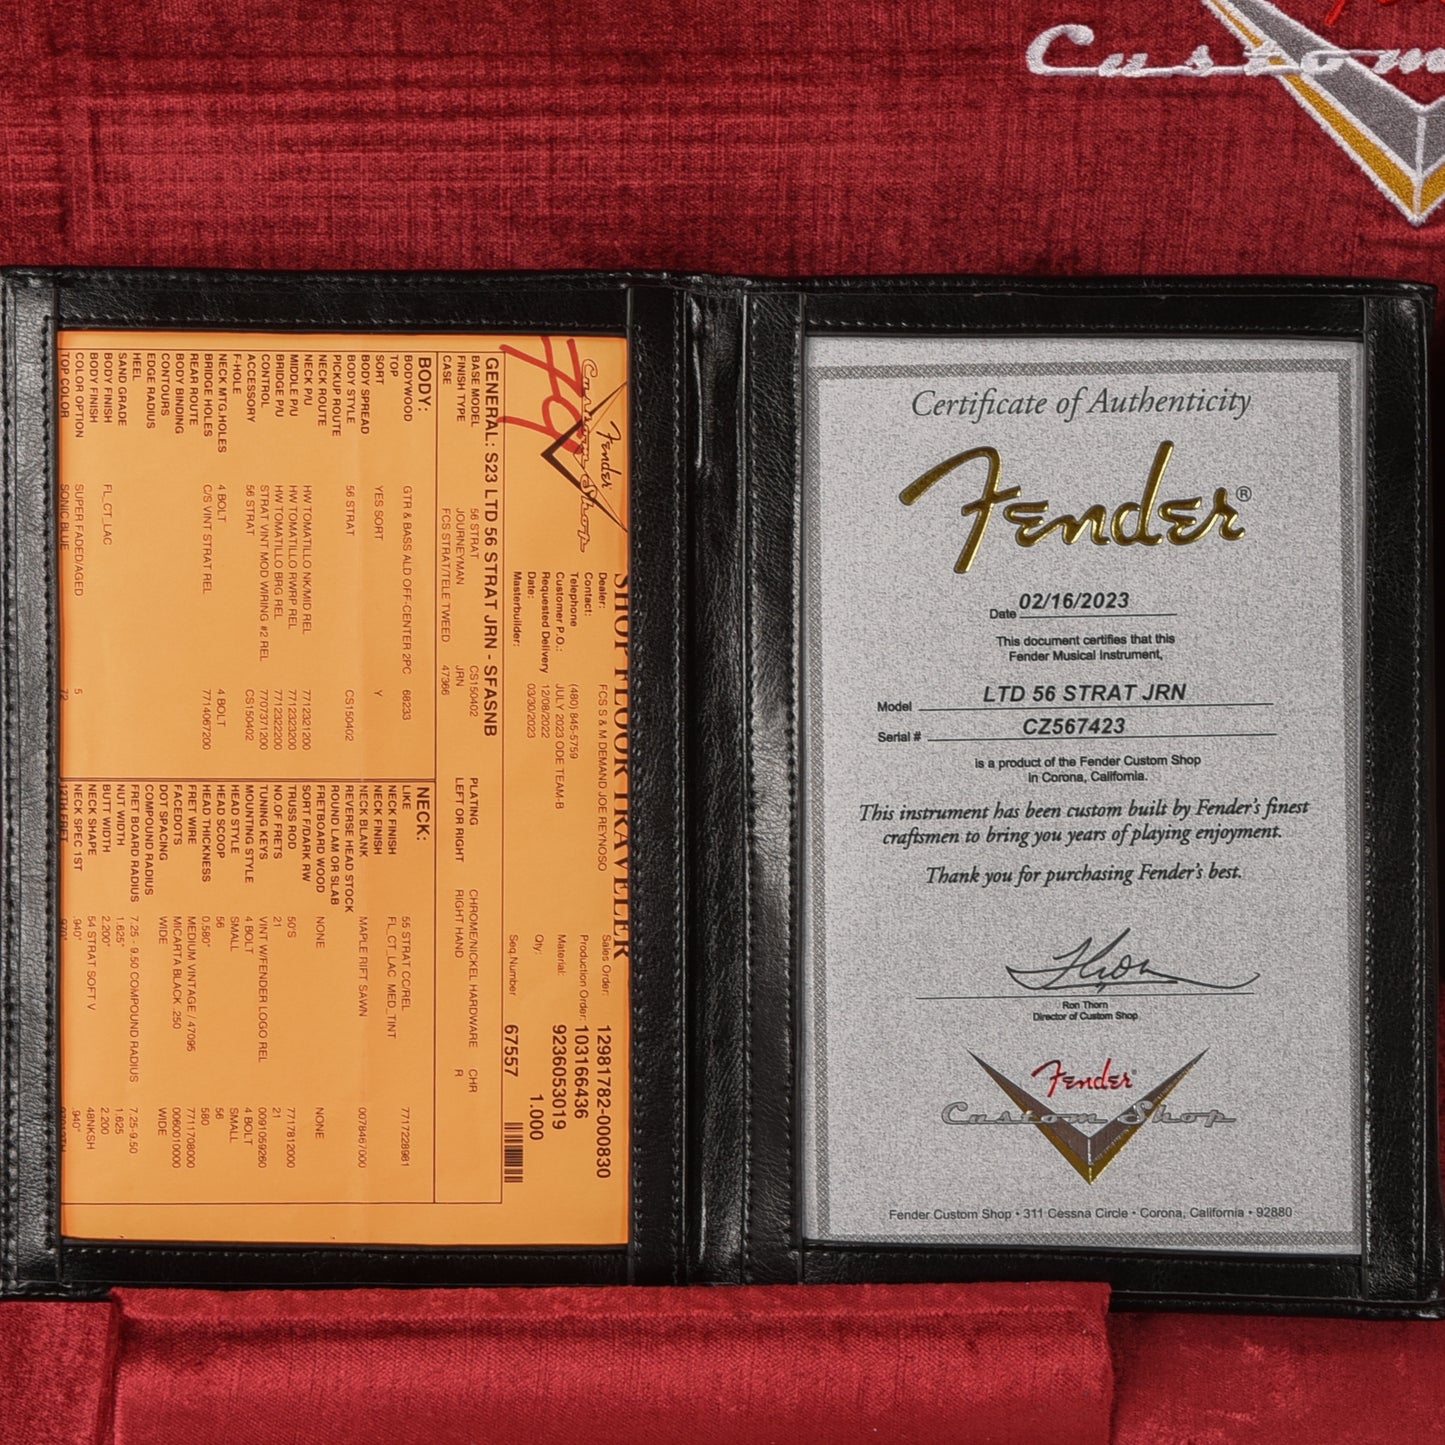 Custom
Fender
Custom Shop
SHOP FLOOR TRAVELER
Dealer: FCS S & M DEMAND JOE REYNOSO
Contact:
Telephone (480) 845-5759
Customer P.O.: JULY 2023 ODE TEAM-B
Requested Delivery 12/08/2022
Date: 03/30/2023
Masterbuilder:
Sales Order: 12981782-000830
Production Order: 103166436
Material: 9236053019
Qty: 1.000
Seq.Number 67557
GENERAL: S23 LTD 56 STRAT JRN - SFASNB
BASE MODEL 56 STRAT CS150402
FINISH TYPE JOURNEYMAN JRN
CASE FCS STRAT/TELE TWEED 47366
PLATING CHROME/NICKEL HARDWARE CHR
LEFT OR RIGHT RIGHT HAND R
BODY:
BODYWOOD GTR & BASS ALD OFF-CENTER 2PC 68233
TOP
SORT YES SORT Y
BODY SPREAD
BODY STYLE 56 STRAT CS150402
PICKUP ROUTE
NECK ROUTE
NECK P/U HW TOMATILLO NK/MID REL 7712321200
MIDDLE P/U HW TOMATILLO RWRP REL 7712323200
BRIDGE P/U HW TOMATILLO BRG REL 7712322200
CONTROL STRAT VINT MOD WIRING #2 REL 7707371200
ACCESSORY 56 STRAT CS150402
F-HOLE
NECK MTG.HOLES 4 BOLT 4 BOLT
BRIDGE HOLES C/S VINT STRAT REL 7714067200
REAR ROUTE
BODY BINDING
CONTOURS
EDGE RADIUS
HEEL
SAND GRADE
BODY FINISH FL_CT_LAC
BODY FINISH
COLOR OPTION SUPER FADED/AGED 5
TOP COLOR SONIC BLUE 72
NECK:
LIKE 55 STRAT CC/REL 7717228981
NECK FINISH FL_CT_LAC_MED_TINT
NECK FINISH
NECK BLANK MAPLE RIFT SAWN 0078467000
REVERSE HEAD STOCK
ROUND LAM OR SLAB
FRETBOARD WOOD NONE NONE
SORT F/DARK RW
TRUSS ROD 50'S 7717812000
NO.OF FRETS 21 21
TUNING KEYS VINT W/FENDER LOGO REL 0091059260
MOUNTING STYLE 4 BOLT 4 BOLT
HEAD STYLE SMALL SMALL
HEAD SCOOP 56 56
HEAD THICKNESS 0.580" 580
FRET WIRE MEDIUM VINTAGE / 47095 7711708000
FACEDOTS MICARTA BLACK .250 0060010000
DOT SPACING WIDE WIDE
COMPOUND RADIUS
FRET BOARD RADIUS 7.25 - 9.50 COMPOUND RADIUS 7.25-9.50
NUT WIDTH 1.625" 1.625
BUTT WIDTH 2.200" 2.200
NECK SHAPE 54 STRAT SOFT V 48NKSH
NECK SPEC 1ST .940" .940"
12TH FRET .970"
Certificate of Authenticity
Fender®
Date 02/16/2023
This document certifies that this
Fender Musical Instrument,
Model LTD 56 STRAT JRN
Serial # CZ567423
is a product of the Fender Custom Shop
in Corona, California.
This instrument has been custom built by Fender's finest
craftsmen to bring you years of playing enjoyment.
Thank you for purchasing Fender's best.
Ron Thorn
Director of Custom Shop
Fender®
Custom Shop
Fender Custom Shop • 311 Cessna Circle • Corona, California • 92880